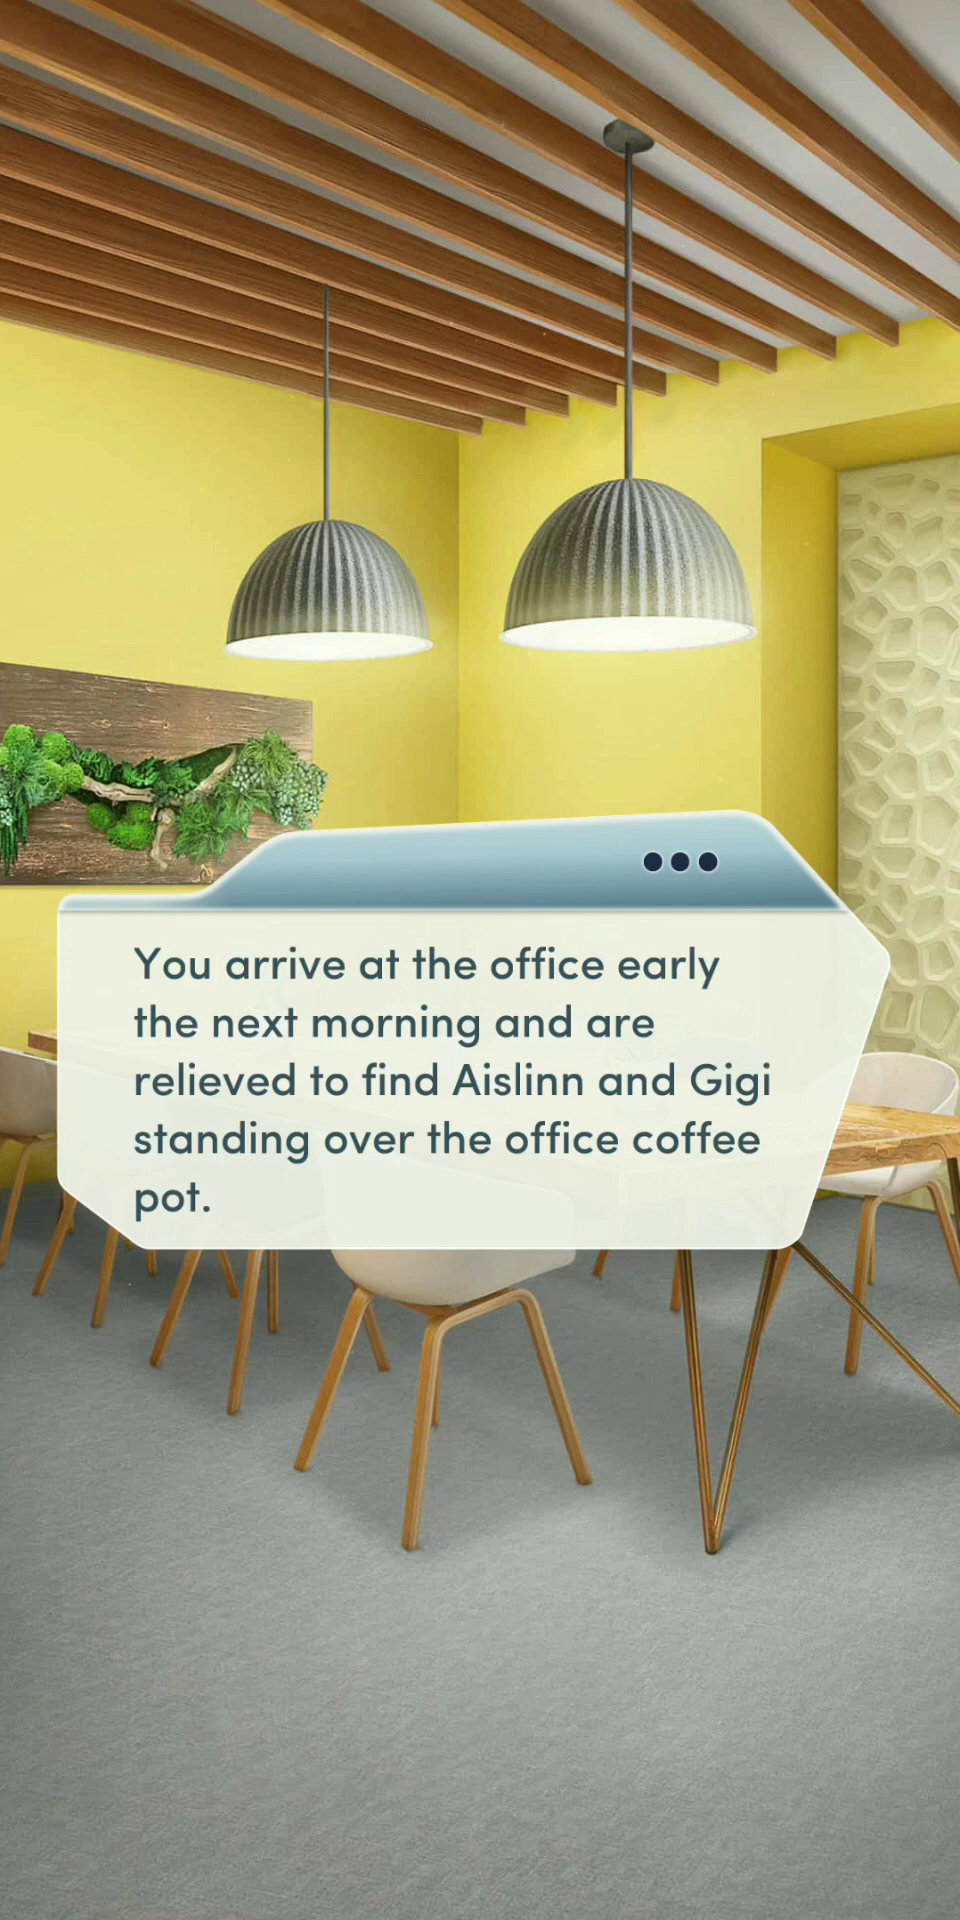 You arrive at the office early
the next morning and are
relieved to find Aislinn and Gigi
standing over the office coffee
pot.